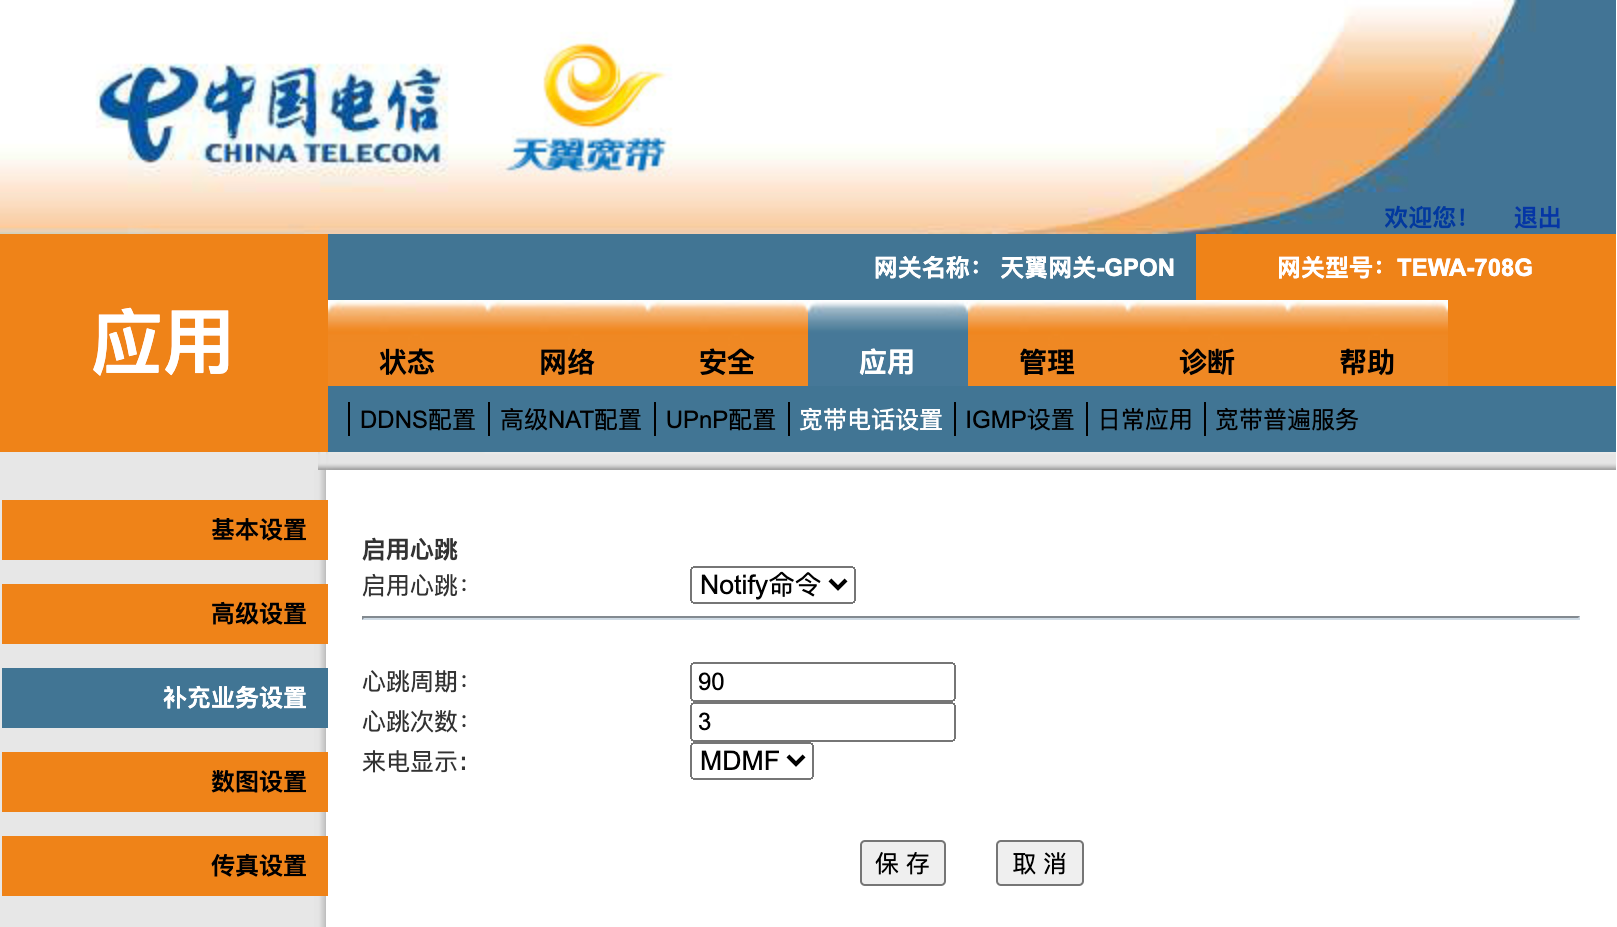 中国电信
CHINA TELECOM
天翼宽带
欢迎您! 退出
网关名称: 天翼网关-GPON 网关型号: TEWA-708G
应用
状态 网络 安全 应用 管理 诊断 帮助
DDNS配置 高级NAT配置 UPnP配置 宽带电话设置 IGMP设置 日常应用 宽带普遍服务
基本设置
高级设置
补充业务设置
数图设置
传真设置
启用心跳
启用心跳: Notify命令
心跳周期: 90
心跳次数: 3
来电显示: MDMF
保 存 取 消